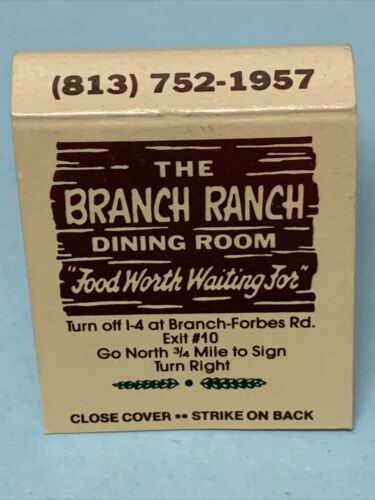 (813) 752-1957
THE
BRANCH RANCH
DINING ROOM
"Food Worth Waiting For"
Turn off I-4 at Branch-Forbes Rd.
Exit #10
Go North 3/4 Mile to Sign
Turn Right
CLOSE COVER •• STRIKE ON BACK